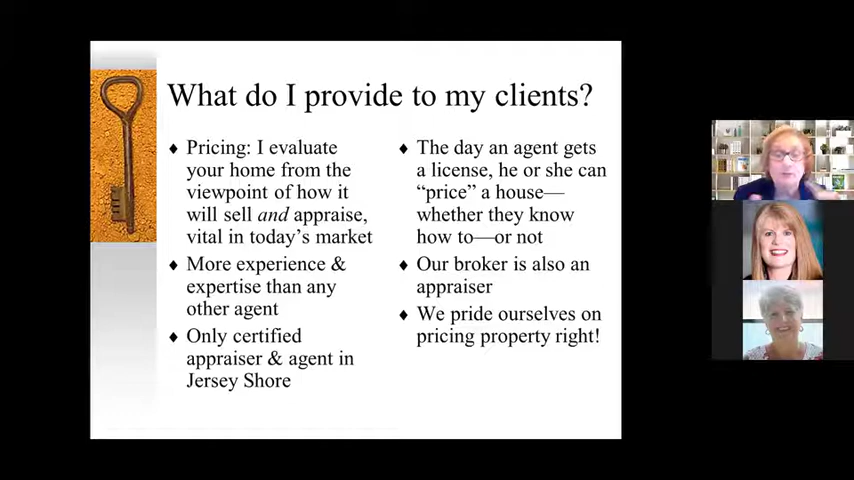 What do I provide to my clients?
♦ Pricing: I evaluate
your home from the
viewpoint of how it
will sell and appraise,
vital in today's market
♦ More experience &
expertise than any
other agent
♦ Only certified
appraiser & agent in
Jersey Shore
♦ The day an agent gets
a license, he or she can
“price” a house—
whether they know
how to—or not
♦ Our broker is also an
appraiser
♦ We pride ourselves on
pricing property right!